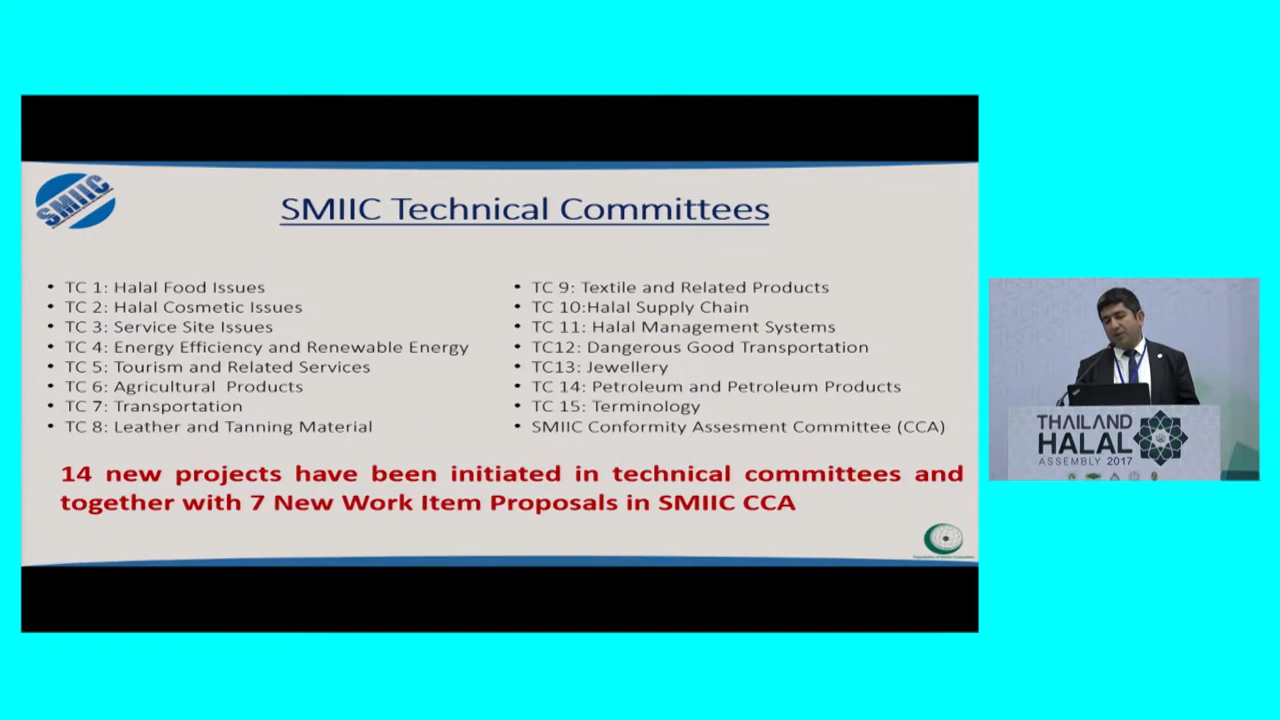 SMIIC
SMIIC Technical Committees
• TC 1: Halal Food Issues
• TC 2: Halal Cosmetic Issues
• TC 3: Service Site Issues
• TC 4: Energy Efficiency and Renewable Energy
• TC 5: Tourism and Related Services
• TC 6: Agricultural Products
• TC 7: Transportation
• TC 8: Leather and Tanning Material
• TC 9: Textile and Related Products
• TC 10:Halal Supply Chain
• TC 11: Halal Management Systems
• TC12: Dangerous Good Transportation
• TC13: Jewellery
• TC 14: Petroleum and Petroleum Products
• TC 15: Terminology
• SMIIC Conformity Assesment Committee (CCA)
14 new projects have been initiated in technical committees and
together with 7 New Work Item Proposals in SMIIC CCA
THAILAND
HALAL
ASSEMBLY 2017